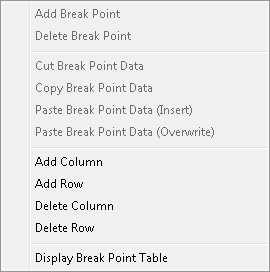 Add Break Point
Delete Break Point
Cut Break Point Data
Copy Break Point Data
Paste Break Point Data (Insert)
Paste Break Point Data (Overwrite)
Add Column
Add Row
Delete Column
Delete Row
Display Break Point Table